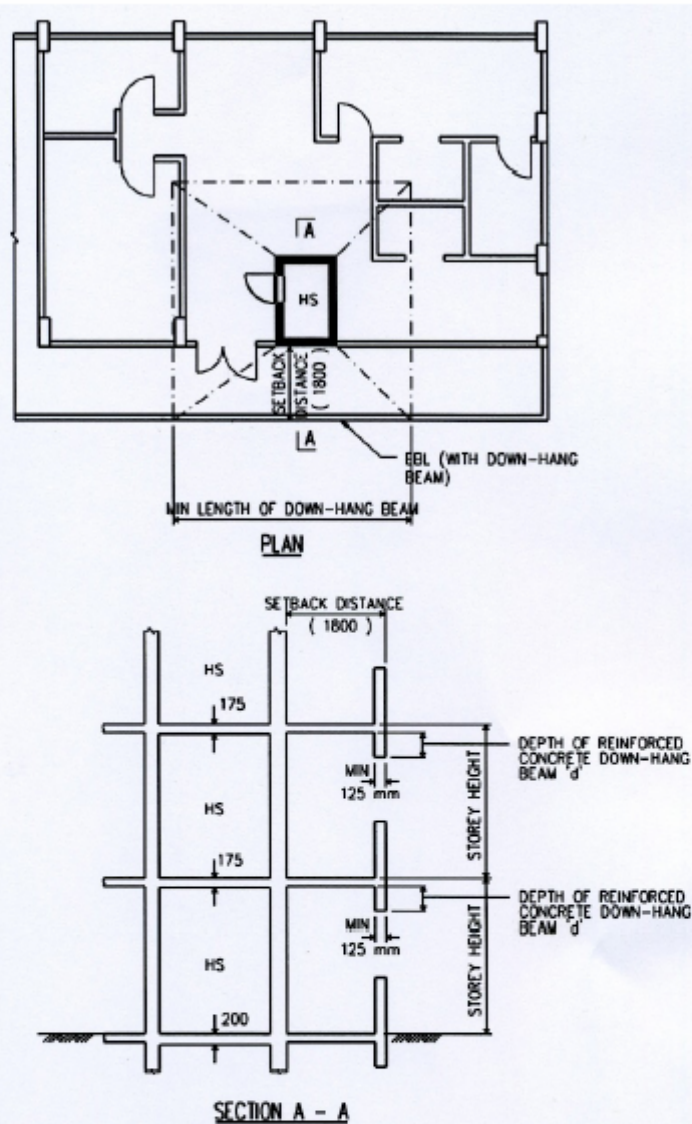 A
HS
SETBACK
DISTANCE
( 1800 )
A
EBL (WITH DOWN-HANG
BEAM)
MIN LENGTH OF DOWN-HANG BEAM
PLAN
SETBACK DISTANCE
( 1800 )
HS
175
DEPTH OF REINFORCED
CONCRETE DOWN-HANG
BEAM 'd'
MIN
125 mm
STOREY HEIGHT
HS
175
DEPTH OF REINFORCED
CONCRETE DOWN-HANG
BEAM 'd'
MIN
125 mm
STOREY HEIGHT
HS
200
SECTION A - A